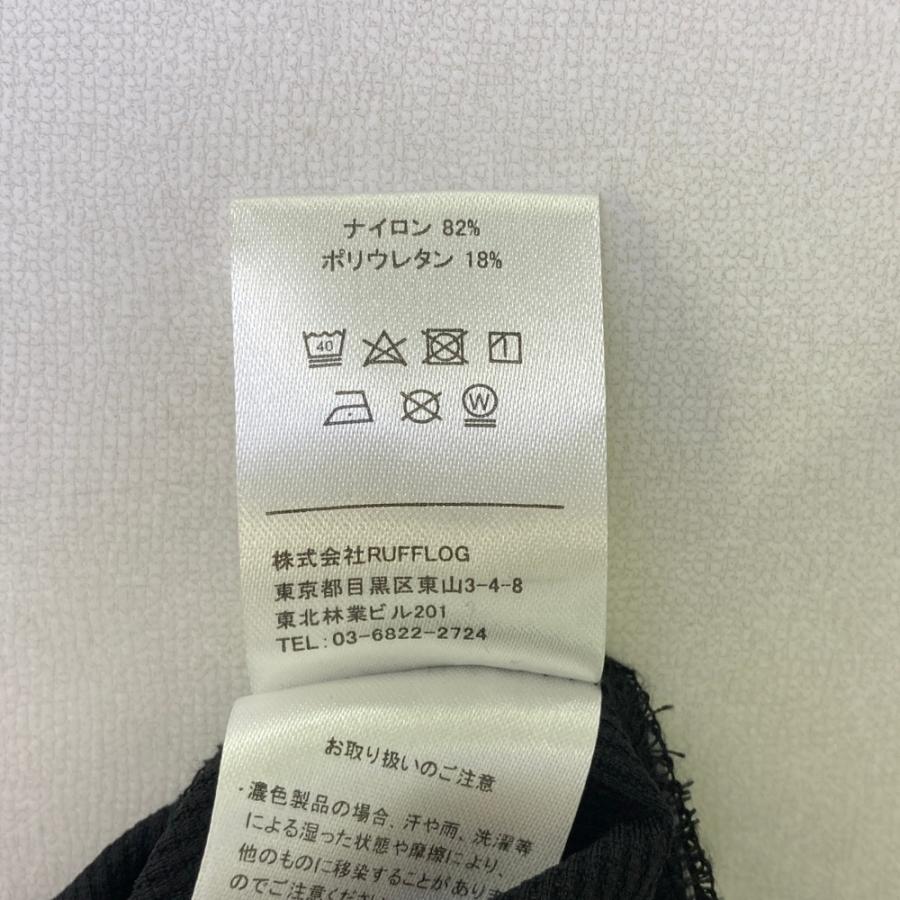 ナイロン 82%
ポリウレタン 18%
40
1
W
株式会社RUFFLOG
東京都目黒区東山3-4-8
東北林業ビル201
TEL:03-6822-2724
お取り扱いのご注意
・濃色製品の場合、汗や雨、洗濯等
による湿った状態や摩擦により、
他のものに移染することがありま
のでご注意ください